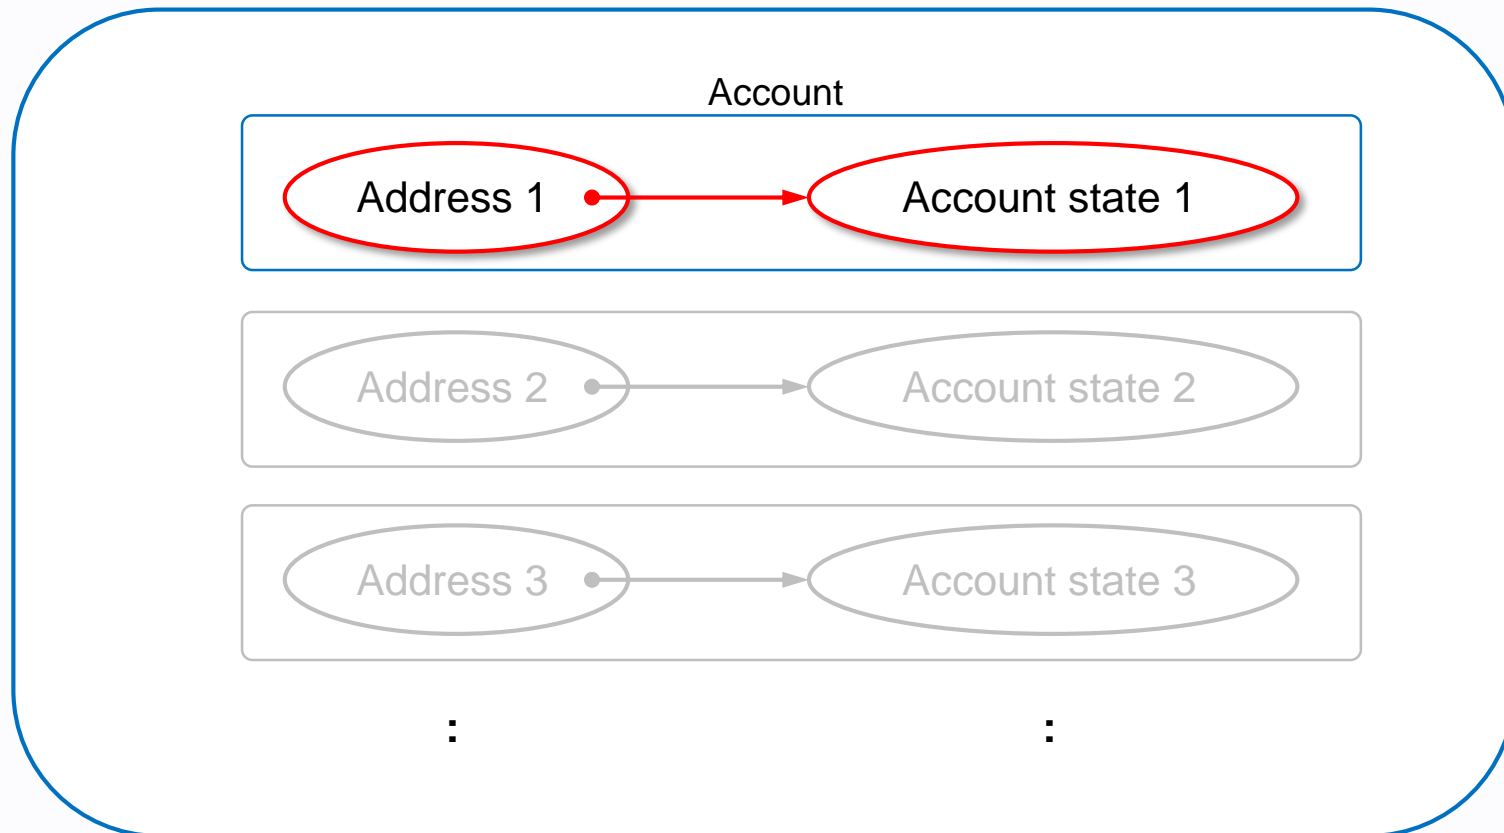 Account
Address 1 Account state 1
Address 2 Account state 2
Address 3 Account state 3
: :